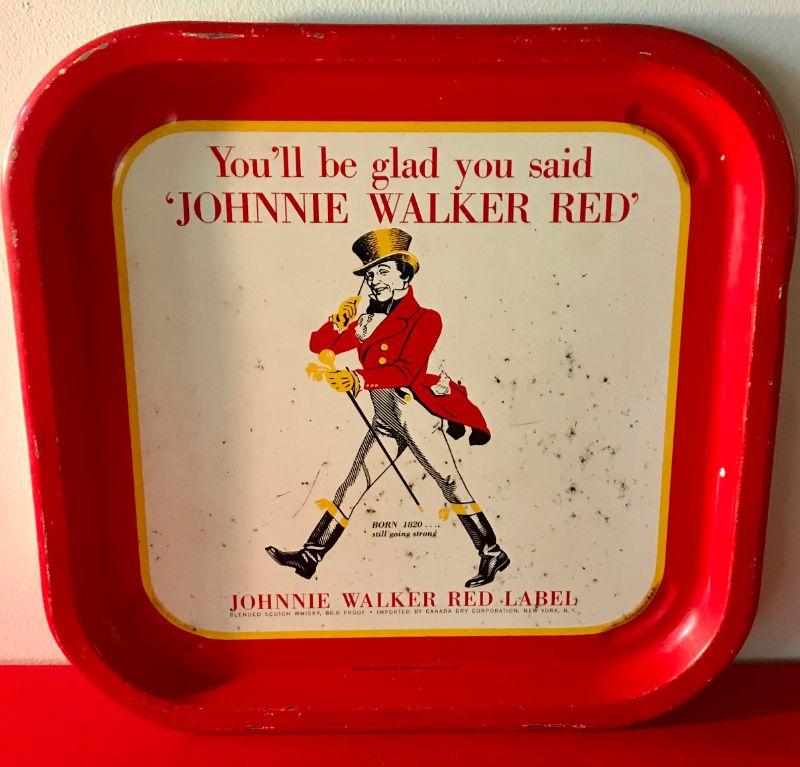 You'll be glad you said
‘JOHNNIE WALKER RED’
BORN 1820 ....
still going strong
JOHNNIE WALKER RED LABEL
BLENDED SCOTCH WHISKY, 86.8 PROOF • IMPORTED BY CANADA DRY CORPORATION, NEW YORK, N.Y.